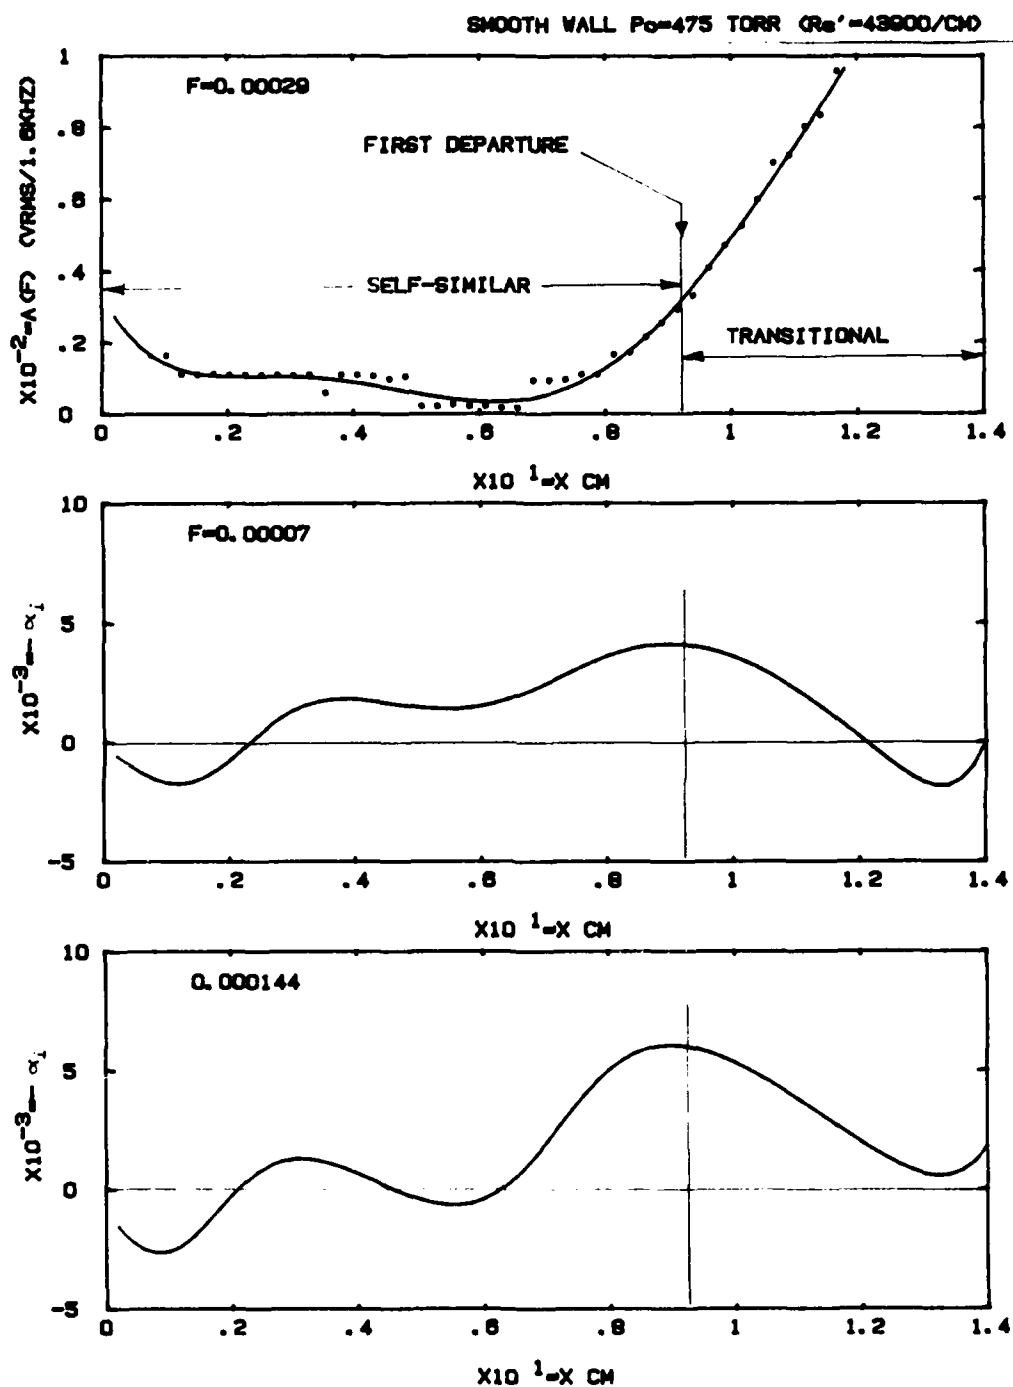 SMOOTH WALL Po=475 TORR (Re'=43900/CM)
F=0.00029
FIRST DEPARTURE
SELF-SIMILAR
TRANSITIONAL
X10⁻²=A(F) (VRMS/1.6KHZ)
1
.8
.6
.4
.2
0
0 .2 .4 .6 .8 1 1.2 1.4
X10 ¹=X CM
F=0.00007
X10⁻³=-αᵢ
10
5
0
-5
0 .2 .4 .6 .8 1 1.2 1.4
X10 ¹=X CM
0.000144
X10⁻³=-αᵢ
10
5
0
-5
0 .2 .4 .6 .8 1 1.2 1.4
X10 ¹=X CM